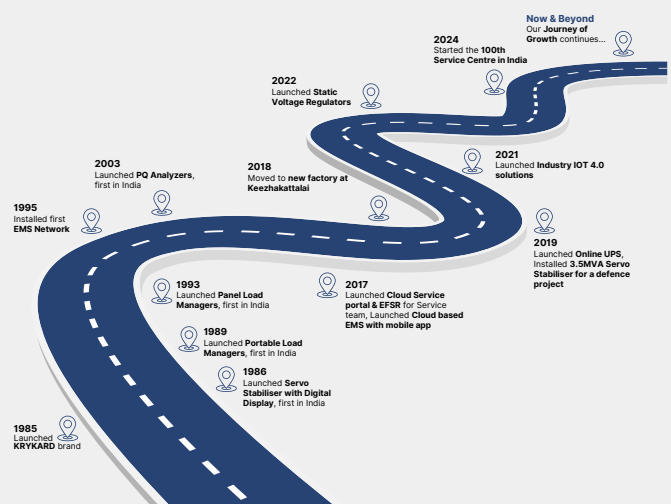 Now & Beyond
Our Journey of
Growth continues...
2024
Started the 100th
Service Centre in India
2022
Launched Static
Voltage Regulators
2021
Launched Industry IOT 4.0
solutions
2003
Launched PQ Analyzers,
first in India
2018
Moved to new factory at
Keezhakattalai
1995
Installed first
EMS Network
2019
Launched Online UPS,
Installed 3.5MVA Servo
Stabiliser for a defence
project
1993
Launched Panel Load
Managers, first in India
2017
Launched Cloud Service
portal & EFSR for Service
team, Launched Cloud based
EMS with mobile app
1989
Launched Portable Load
Managers, first in India
1986
Launched Servo
Stabiliser with Digital
Display, first in India
1985
Launched
KRYKARD brand